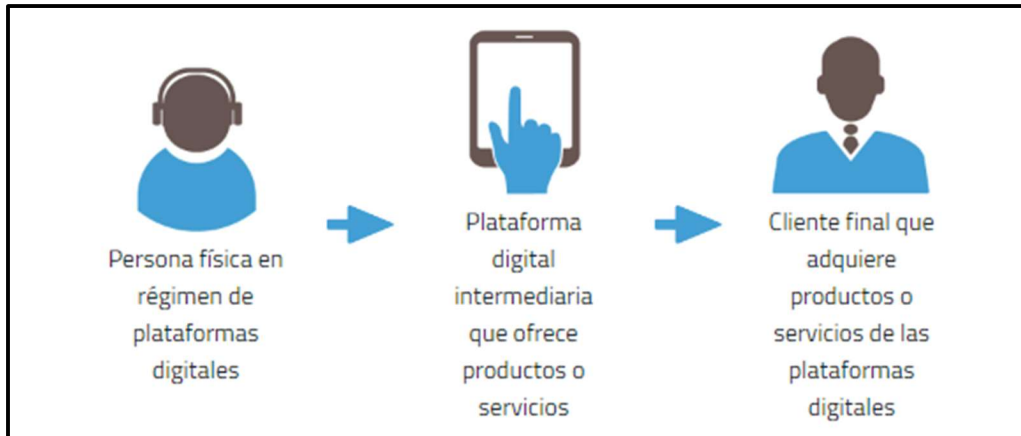 Persona física en
régimen de
plataformas
digitales
Plataforma
digital
intermediaria
que ofrece
productos o
servicios
Cliente final que
adquiere
productos o
servicios de las
plataformas
digitales